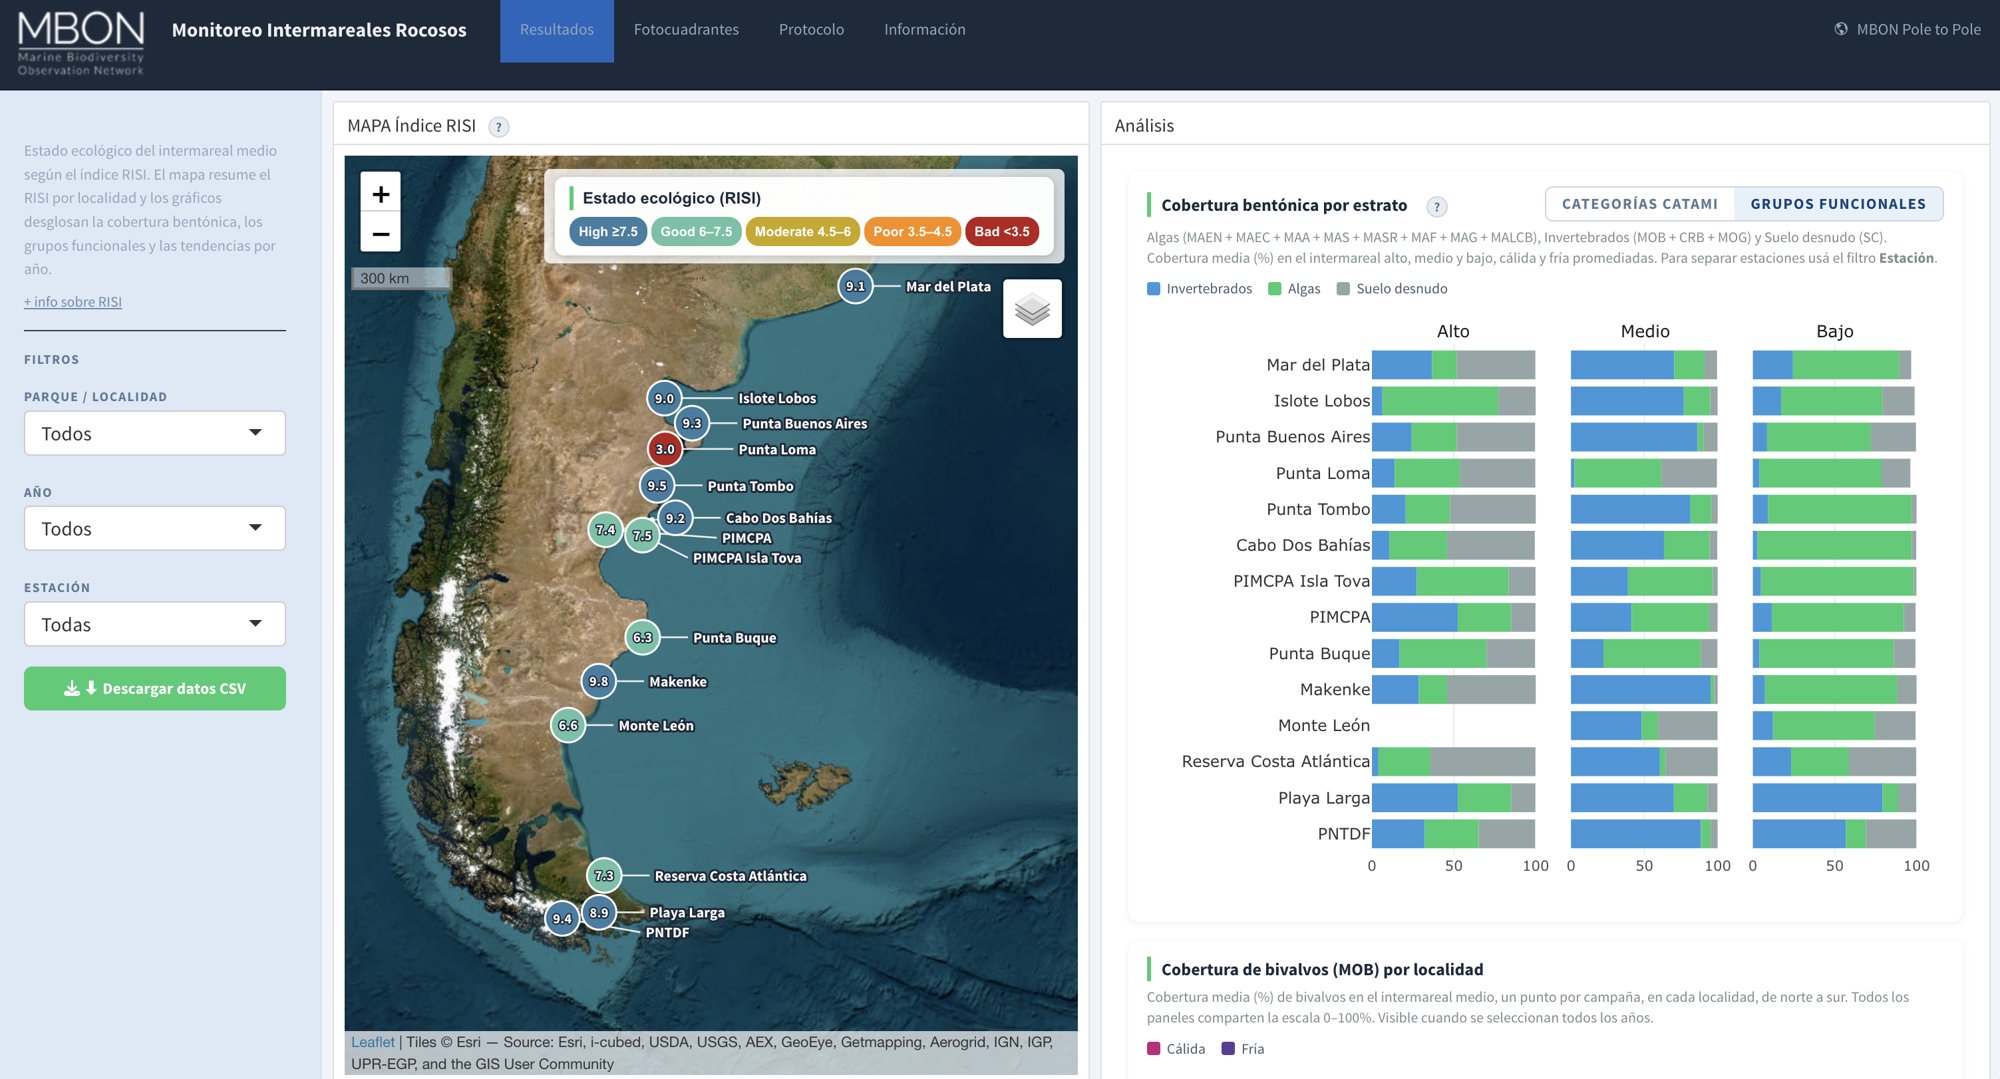 MBON
Marine Biodiversity
Observation Network
Monitoreo Intermareales Rocosos
Resultados
Fotocuadrantes
Protocolo
Información
MBON Pole to Pole
Estado ecológico del intermareal medio
según el índice RISI. El mapa resume el
RISI por localidad y los gráficos
desglosan la cobertura bentónica, los
grupos funcionales y las tendencias por
año.
+ info sobre RISI
FILTROS
PARQUE / LOCALIDAD
Todos
AÑO
Todos
ESTACIÓN
Todas
Descargar datos CSV
MAPA Índice RISI ?
+
−
300 km
Estado ecológico (RISI)
High ≥7.5 Good 6–7.5 Moderate 4.5–6 Poor 3.5–4.5 Bad <3.5
9.1 Mar del Plata
9.0 Islote Lobos
9.3 Punta Buenos Aires
3.0 Punta Loma
9.5 Punta Tombo
9.2 Cabo Dos Bahías
7.4 PIMCPA
7.5 PIMCPA Isla Tova
6.3 Punta Buque
9.8 Makenke
6.6 Monte León
7.3 Reserva Costa Atlántica
8.9 Playa Larga
9.4 PNTDF
Leaflet | Tiles © Esri — Source: Esri, i-cubed, USDA, USGS, AEX, GeoEye, Getmapping, Aerogrid, IGN, IGP,
UPR-EGP, and the GIS User Community
Análisis
Cobertura bentónica por estrato ?
CATEGORÍAS CATAMI GRUPOS FUNCIONALES
Algas (MAEN + MAEC + MAA + MAS + MASR + MAF + MAG + MALCB), Invertebrados (MOB + CRB + MOG) y Suelo desnudo (SC).
Cobertura media (%) en el intermareal alto, medio y bajo, cálida y fría promediadas. Para separar estaciones usá el filtro Estación.
Invertebrados Algas Suelo desnudo
Alto Medio Bajo
Mar del Plata
Islote Lobos
Punta Buenos Aires
Punta Loma
Punta Tombo
Cabo Dos Bahías
PIMCPA Isla Tova
PIMCPA
Punta Buque
Makenke
Monte León
Reserva Costa Atlántica
Playa Larga
PNTDF
0 50 100 0 50 100 0 50 100
Cobertura de bivalvos (MOB) por localidad
Cobertura media (%) de bivalvos en el intermareal medio, un punto por campaña, en cada localidad, de norte a sur. Todos los
paneles comparten la escala 0–100%. Visible cuando se seleccionan todos los años.
Cálida Fría